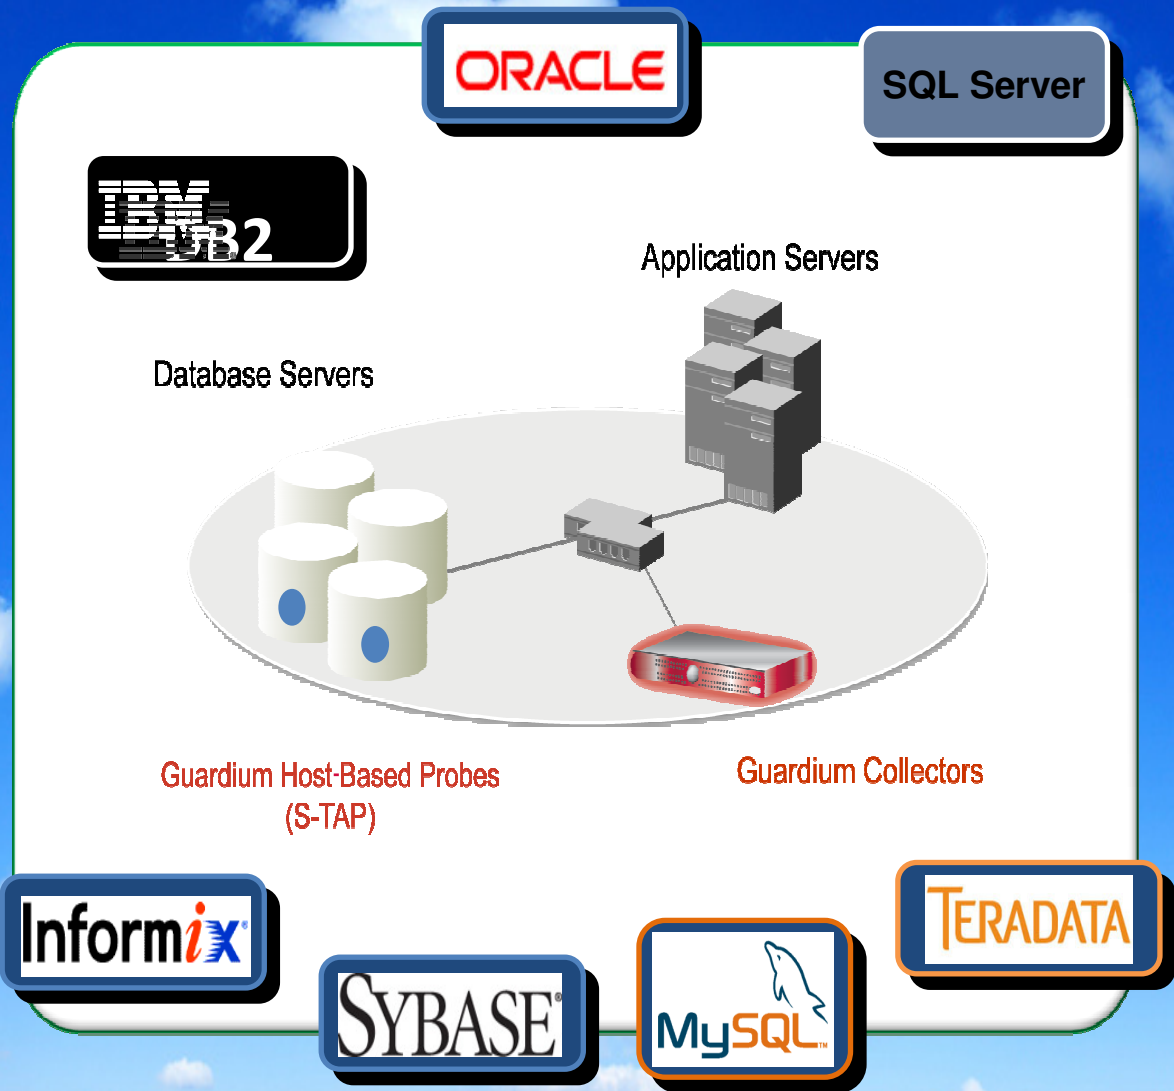 ORACLE
SQL Server
IBM
DB2
Application Servers
Database Servers
Guardium Host-Based Probes
(S-TAP)
Guardium Collectors
Informix
TERADATA
SYBASE®
MySQL™